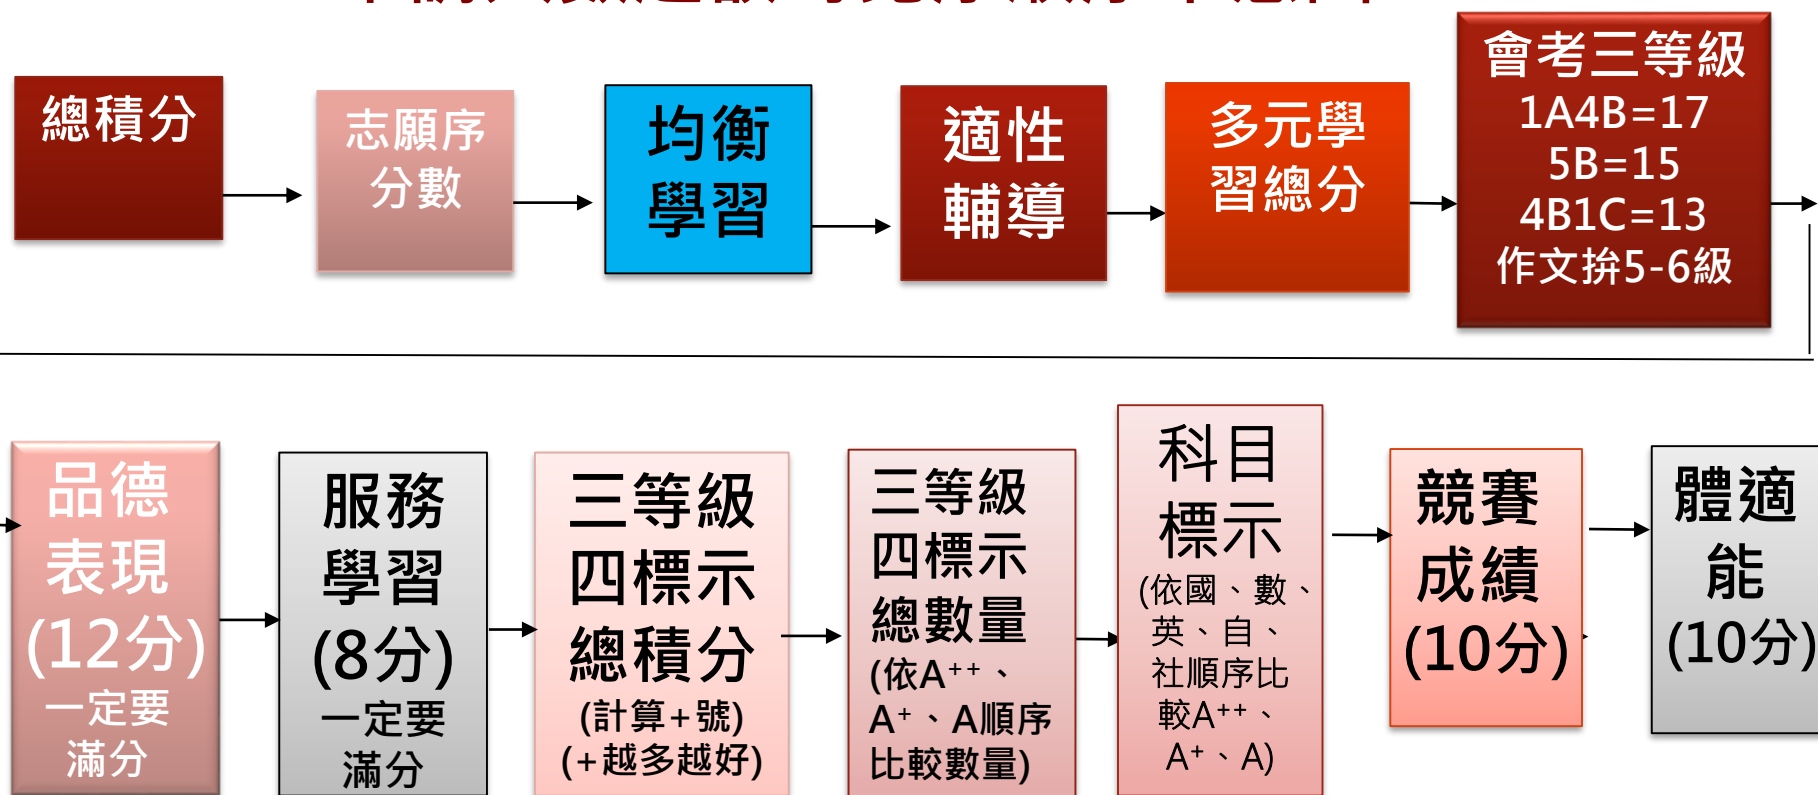 總積分
志願序
分數
均衡
學習
適性
輔導
多元學
習總分
會考三等級
1A4B=17
5B=15
4B1C=13
作文拚5-6級
品德
表現
(12分)
一定要
滿分
服務
學習
(8分)
一定要
滿分
三等級
四標示
總積分
(計算+號)
(+越多越好)
三等級
四標示
總數量
(依A⁺⁺、
A⁺、A順序
比較數量)
科目
標示
(依國、數、
英、自、
社順序比
較A⁺⁺、
A⁺、A)
競賽
成績
(10分)
體適
能
(10分)